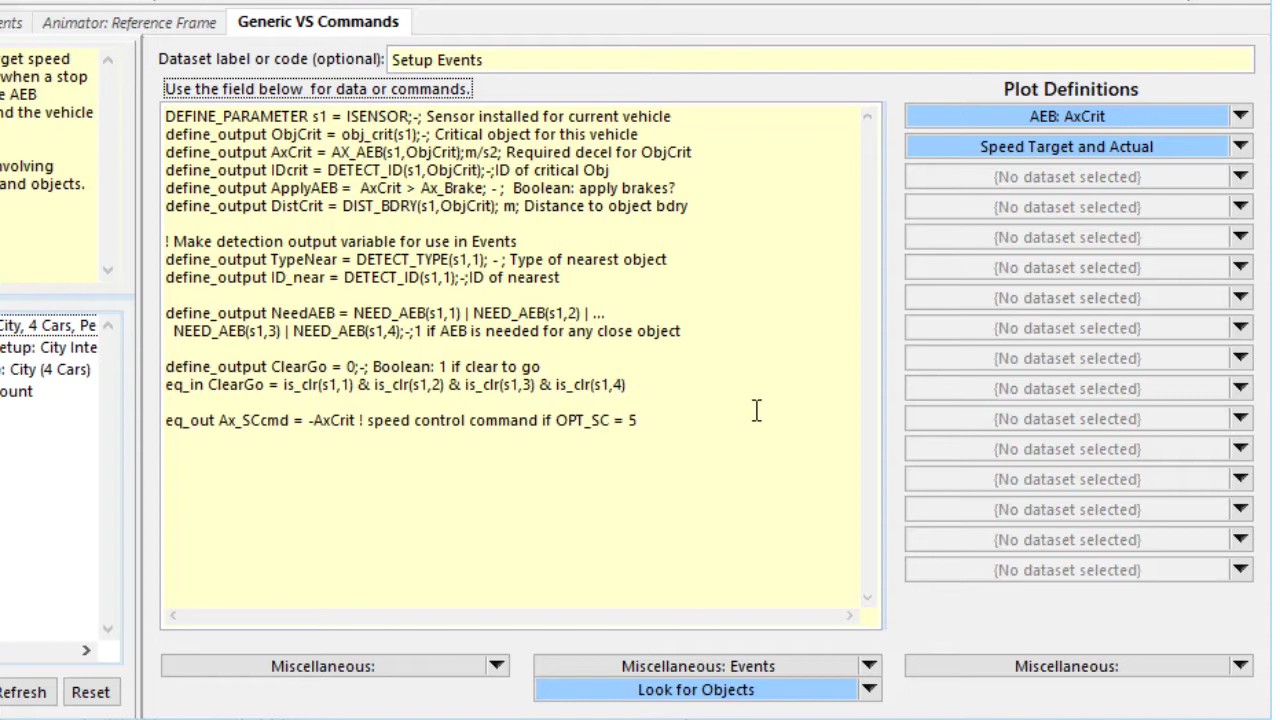 ents
Animator: Reference Frame
Generic VS Commands
rget speed
when a stop
e AEB
nd the vehicle
nvolving
and objects.
City, 4 Cars, Pe
etup: City Inte
: City (4 Cars)
ount
Refresh
Reset
Dataset label or code (optional):
Setup Events
Use the field below for data or commands.
DEFINE_PARAMETER s1 = ISENSOR;-; Sensor installed for current vehicle
define_output ObjCrit = obj_crit(s1);-; Critical object for this vehicle
define_output AxCrit = AX_AEB(s1,ObjCrit);m/s2; Required decel for ObjCrit
define_output IDcrit = DETECT_ID(s1,ObjCrit);-;ID of critical Obj
define_output ApplyAEB = AxCrit > Ax_Brake; - ; Boolean: apply brakes?
define_output DistCrit = DIST_BDRY(s1,ObjCrit); m; Distance to object bdry
! Make detection output variable for use in Events
define_output TypeNear = DETECT_TYPE(s1,1); - ; Type of nearest object
define_output ID_near = DETECT_ID(s1,1);-;ID of nearest
define_output NeedAEB = NEED_AEB(s1,1) | NEED_AEB(s1,2) | ...
NEED_AEB(s1,3) | NEED_AEB(s1,4);-;1 if AEB is needed for any close object
define_output ClearGo = 0;-; Boolean: 1 if clear to go
eq_in ClearGo = is_clr(s1,1) & is_clr(s1,2) & is_clr(s1,3) & is_clr(s1,4)
eq_out Ax_SCcmd = -AxCrit ! speed control command if OPT_SC = 5
Miscellaneous:
Miscellaneous: Events
Look for Objects
Plot Definitions
AEB: AxCrit
Speed Target and Actual
{No dataset selected}
{No dataset selected}
{No dataset selected}
{No dataset selected}
{No dataset selected}
{No dataset selected}
{No dataset selected}
{No dataset selected}
{No dataset selected}
{No dataset selected}
{No dataset selected}
{No dataset selected}
{No dataset selected}
{No dataset selected}
Miscellaneous: